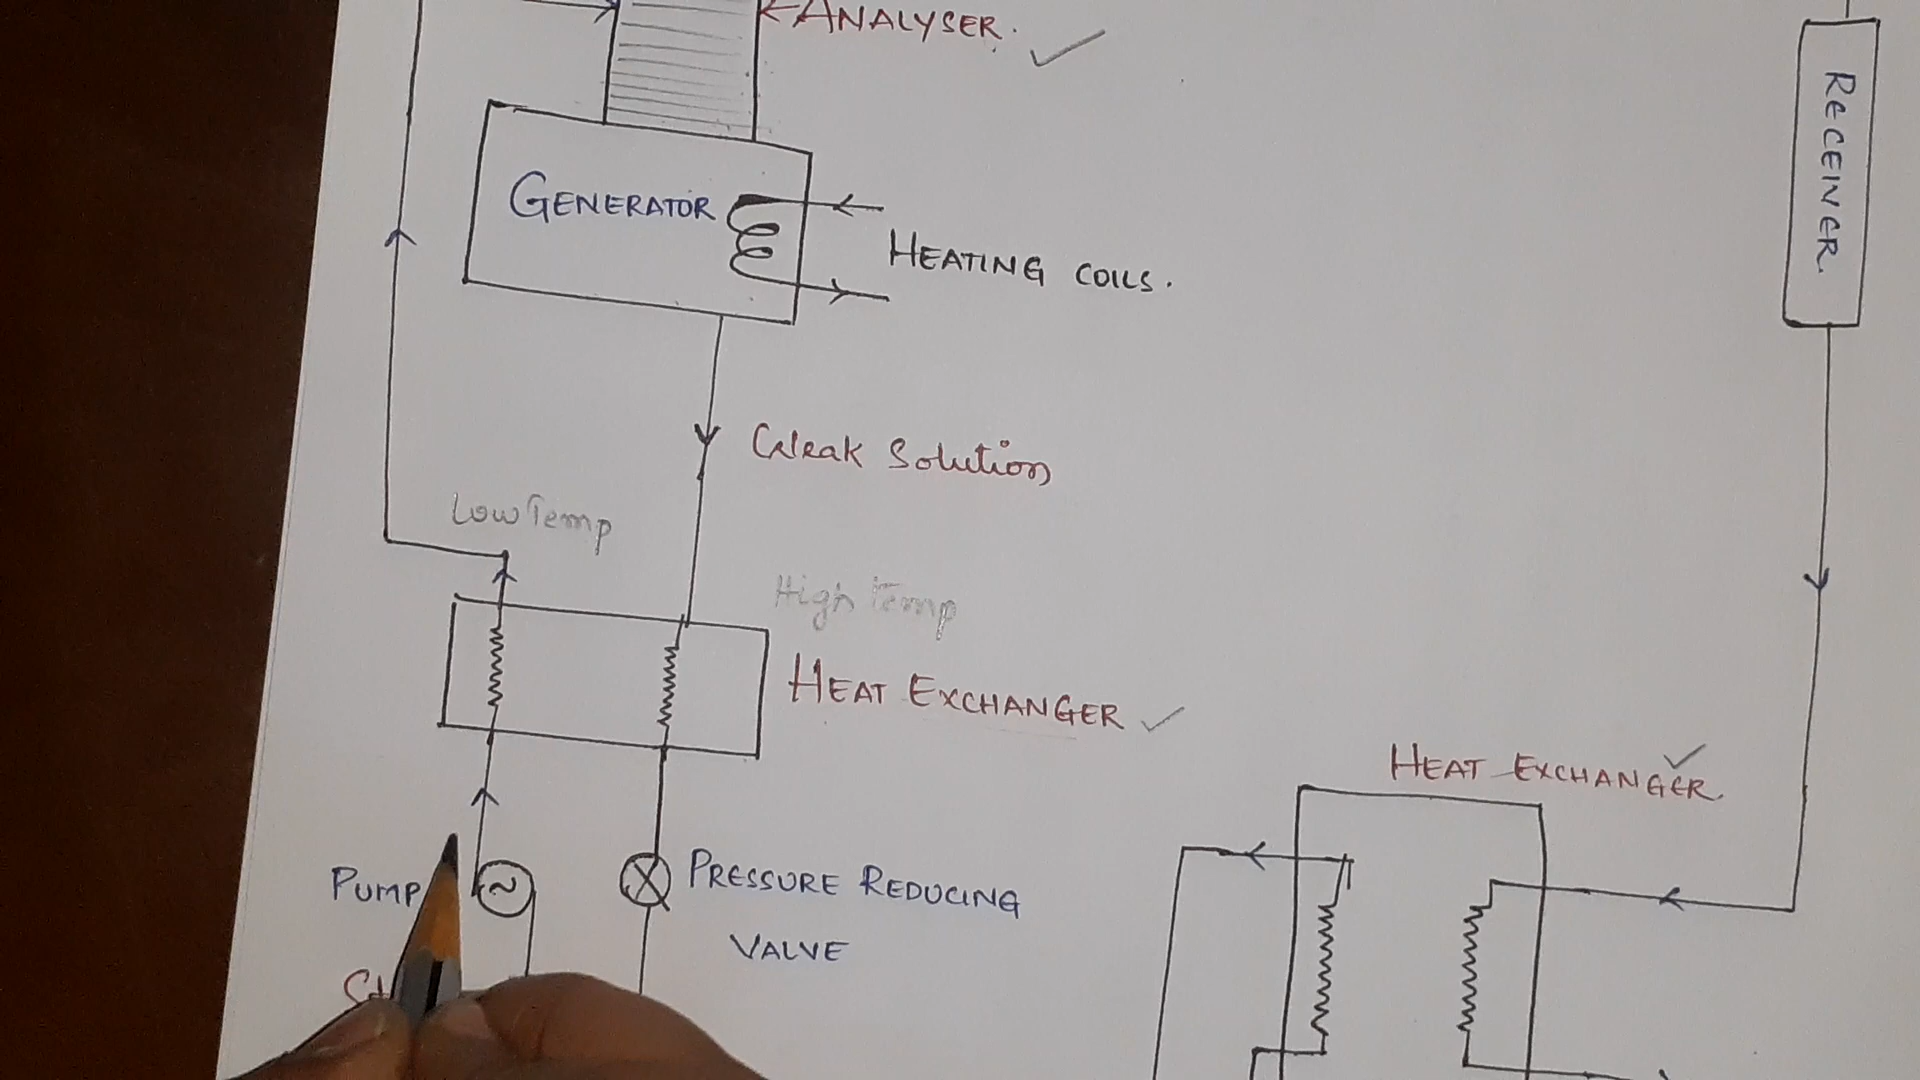 ANALYSER.
RECEIVER.
GENERATOR
HEATING COILS.
Weak Solution
Low Temp
High Temp
HEAT EXCHANGER
HEAT EXCHANGER.
PUMP
PRESSURE REDUCING
VALVE